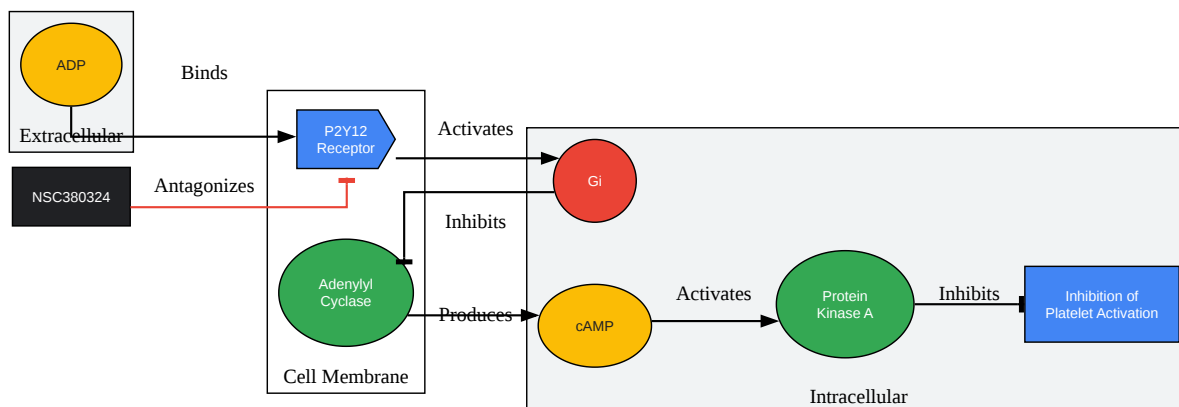 ADP
Extracellular
Binds
NSC380324
Antagonizes
P2Y12
Receptor
Activates
Gi
Inhibits
Adenylyl
Cyclase
Cell Membrane
Produces
cAMP
Activates
Protein
Kinase A
Inhibits
Inhibition of
Platelet Activation
Intracellular